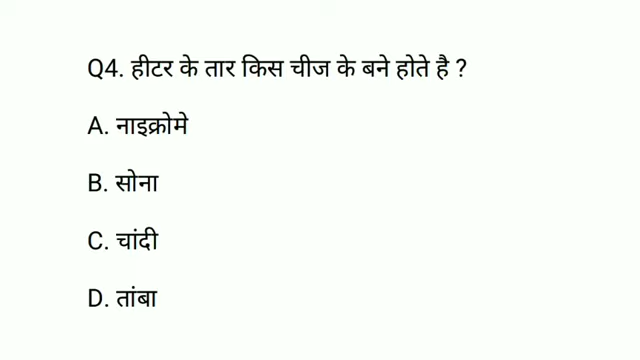 Q4. हीटर के तार किस चीज के बने होते है ?
A. नाइक्रोमे
B. सोना
C. चांदी
D. तांबा